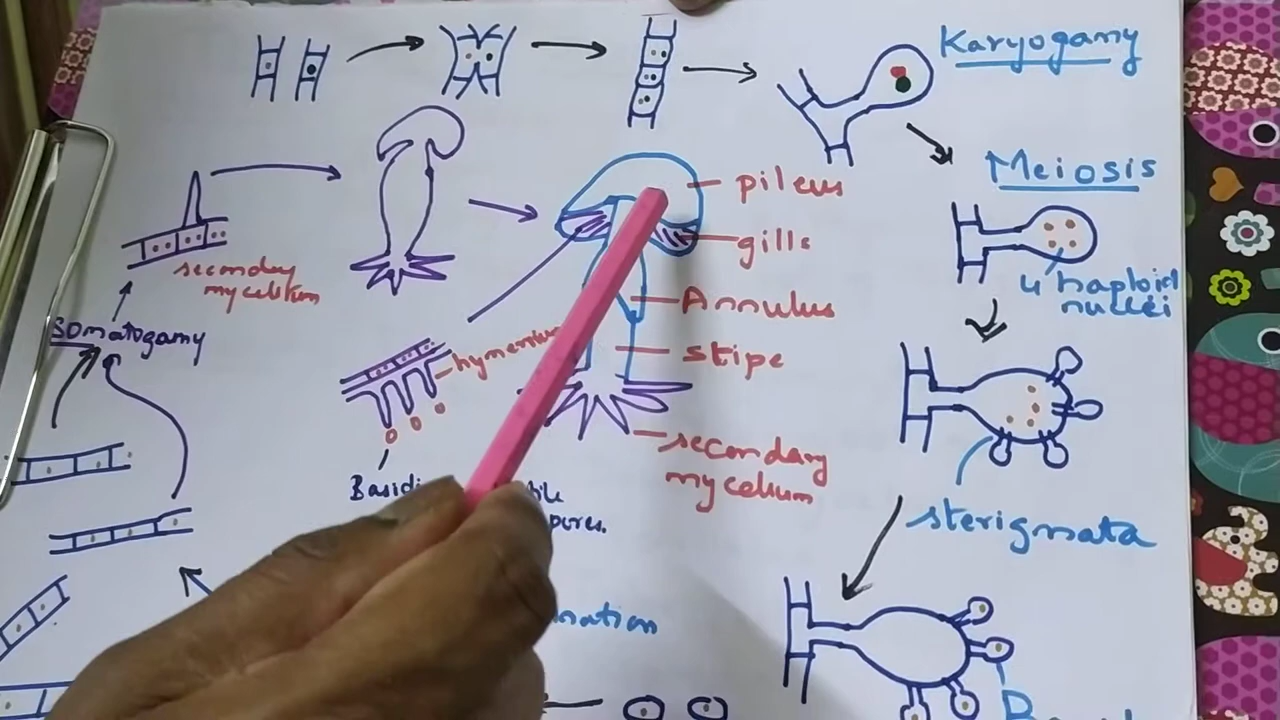 Karyogamy
Meiosis
pileus
gills
4 haploid
nuclei
secondary
mycelium
Annulus
somatogamy
stipe
secondary
mycelium
sterigmata